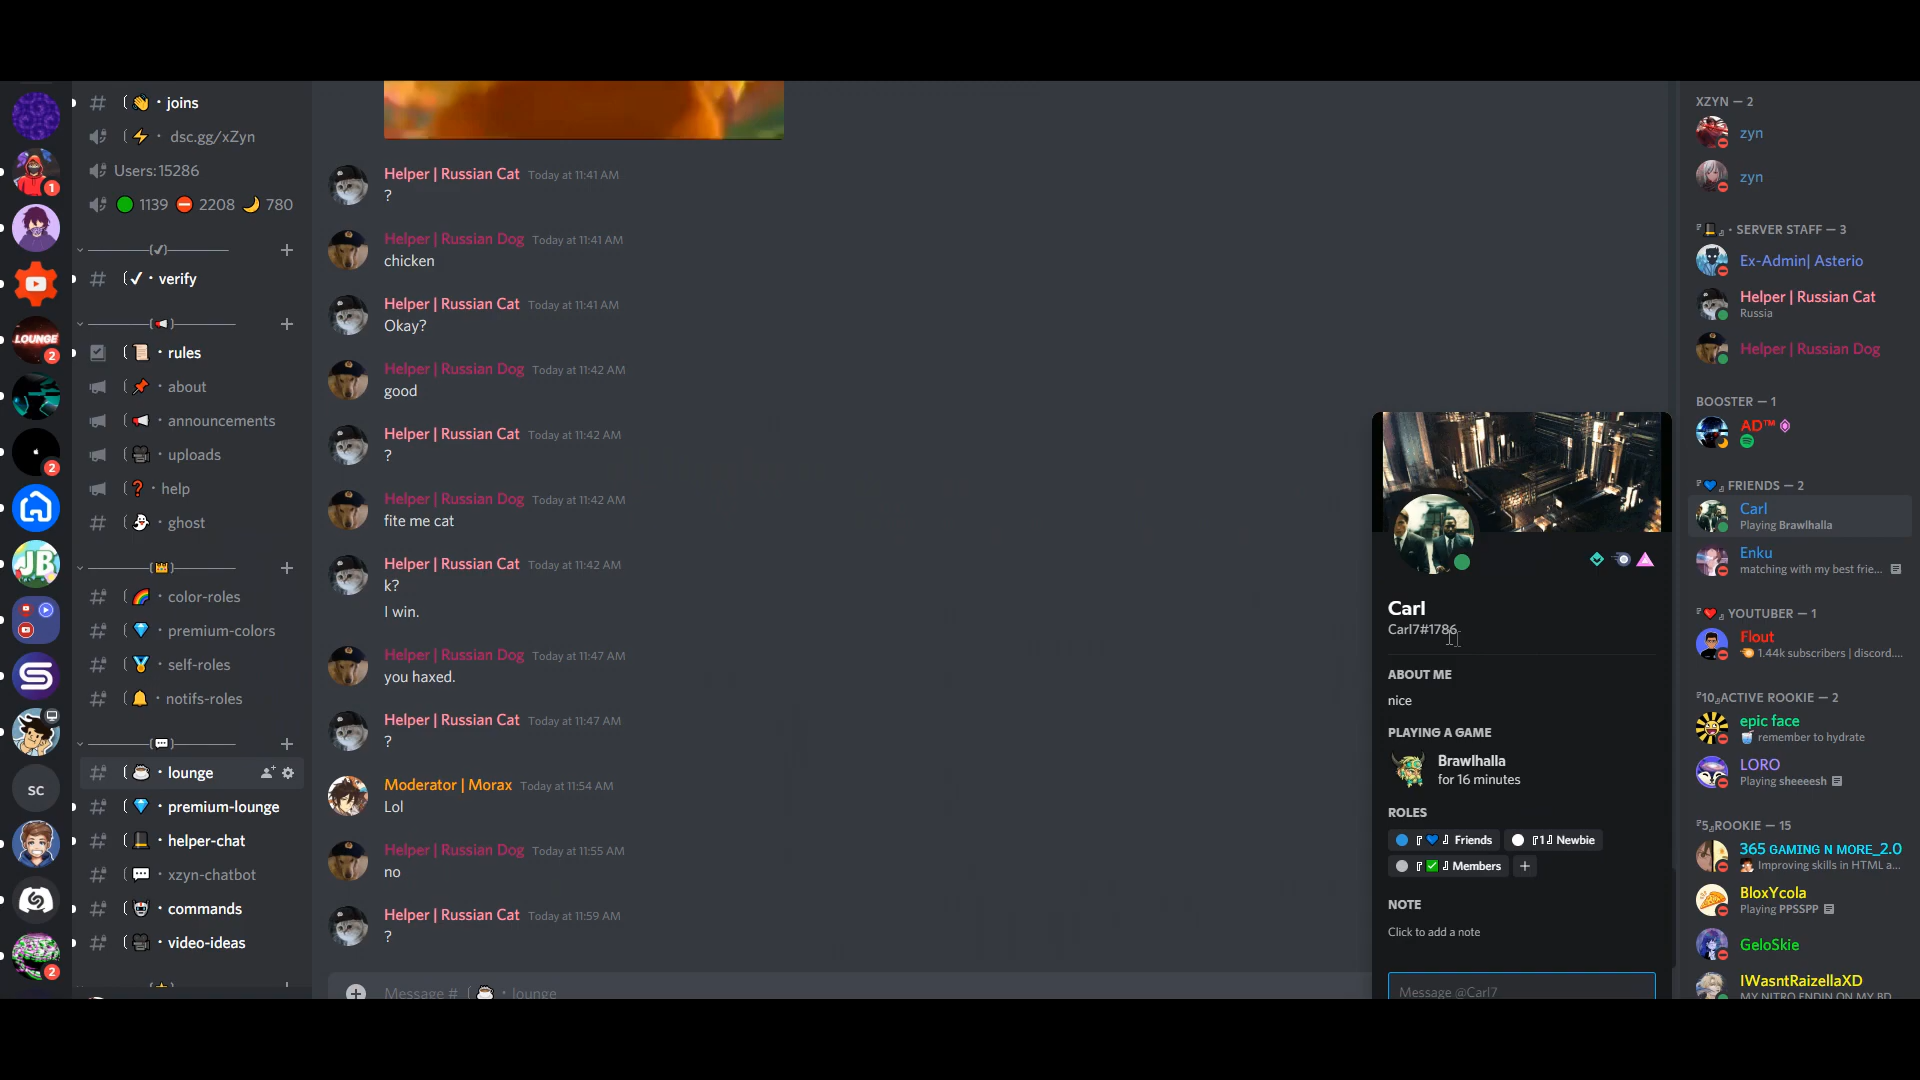 joins
dsc.gg/xZyn
Users:15286
1139 2208 780
verify
rules
about
announcements
uploads
help
ghost
color-roles
premium-colors
self-roles
notifs-roles
lounge
premium-lounge
helper-chat
xzyn-chatbot
commands
video-ideas
1
LOUNGE
2
2
JB
SC
2
Helper | Russian Cat Today at 11:41 AM
?
Helper | Russian Dog Today at 11:41 AM
chicken
Helper | Russian Cat Today at 11:41 AM
Okay?
Helper | Russian Dog Today at 11:42 AM
good
Helper | Russian Cat Today at 11:42 AM
?
Helper | Russian Dog Today at 11:42 AM
fite me cat
Helper | Russian Cat Today at 11:42 AM
k?
I win.
Helper | Russian Dog Today at 11:47 AM
you haxed.
Helper | Russian Cat Today at 11:47 AM
?
Moderator | Morax Today at 11:54 AM
Lol
Helper | Russian Dog Today at 11:55 AM
no
Helper | Russian Cat Today at 11:59 AM
?
Message # lounge
Carl
Carl7#1786
ABOUT ME
nice
PLAYING A GAME
Brawlhalla
for 16 minutes
ROLES
Friends 『1』 Newbie
Members +
NOTE
Click to add a note
Message @Carl7
XZYN — 2
zyn
zyn
SERVER STAFF — 3
Ex-Admin| Asterio
Helper | Russian Cat
Russia
Helper | Russian Dog
BOOSTER — 1
AD™
FRIENDS — 2
Carl
Playing Brawlhalla
Enku
matching with my best frie...
YOUTUBER — 1
Flout
1.44k subscribers | discord....
『10』ACTIVE ROOKIE — 2
epic face
remember to hydrate
LORO
Playing sheeeesh
『5』ROOKIE — 15
365 GAMING N MORE_2.0
Improving skills in HTML a...
BloxYcola
Playing PPSSPP
GeloSkie
IWasntRaizellaXD
MY NITRO ENDIN ON MY BD